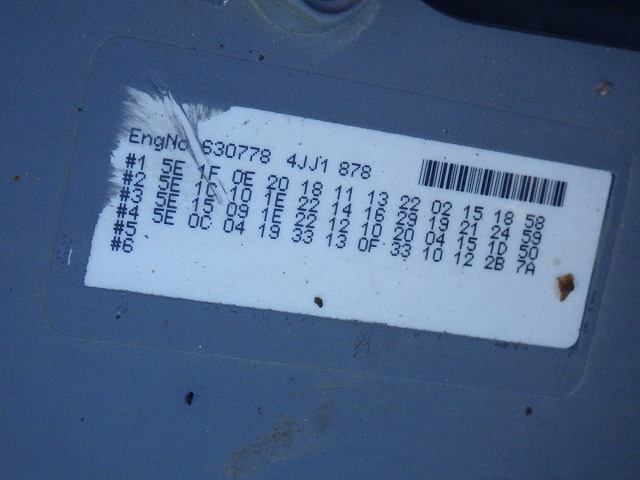 EngNo 630778 4JJ1 878
#1 5E 1F 0E 20 18 11 13 22 02 15 18 58
#2 5E 16 10 1E 22 14 16 29 19 21 24 59
#3 5E 15 09 1E 22 12 10 20 04 15 1D 50
#4 5E 0C 04 19 33 13 0F 33 10 12 2B 7A
#5
#6